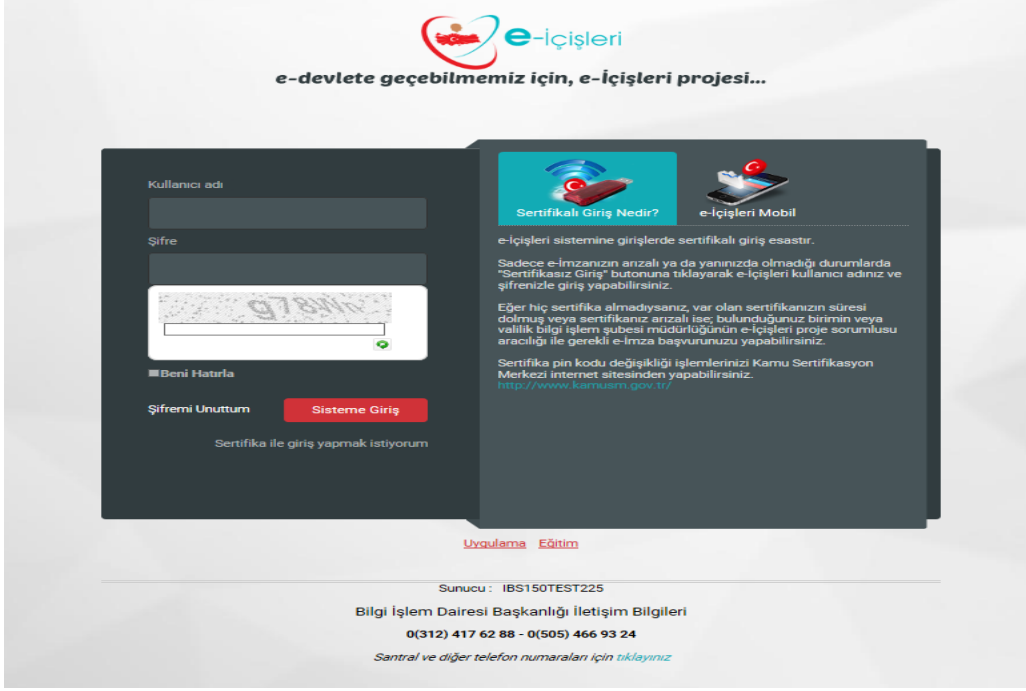 e-İçişleri
e-devlete geçebilmemiz için, e-İçişleri projesi...
Kullanıcı adı
Şifre
g78Wn
Beni Hatırla
Şifremi Unuttum
Sisteme Giriş
Sertifika ile giriş yapmak istiyorum
Sertifikalı Giriş Nedir?
e-İçişleri Mobil
e-İçişleri sistemine girişlerde sertifikalı giriş esastır.
Sadece e-İmzanızın arızalı ya da yanınızda olmadığı durumlarda
"Sertifikasız Giriş" butonuna tıklayarak e-İçişleri kullanıcı adınız ve
şifrenizle giriş yapabilirsiniz.
Eğer hiç sertifika almadıysanız, var olan sertifikanızın süresi
dolmuş veya sertifikanız arızalı ise; bulunduğunuz birimin veya
valilik bilgi işlem şubesi müdürlüğünün e-İçişleri proje sorumlusu
aracılığı ile gerekli e-İmza başvurunuzu yapabilirsiniz.
Sertifika pin kodu değişikliği işlemlerinizi Kamu Sertifikasyon
Merkezi internet sitesinden yapabilirsiniz.
http://www.kamusm.gov.tr/
Uygulama Eğitim
Sunucu : IBS150TEST225
Bilgi İşlem Dairesi Başkanlığı İletişim Bilgileri
0(312) 417 62 88 - 0(505) 466 93 24
Santral ve diğer telefon numaraları için tıklayınız